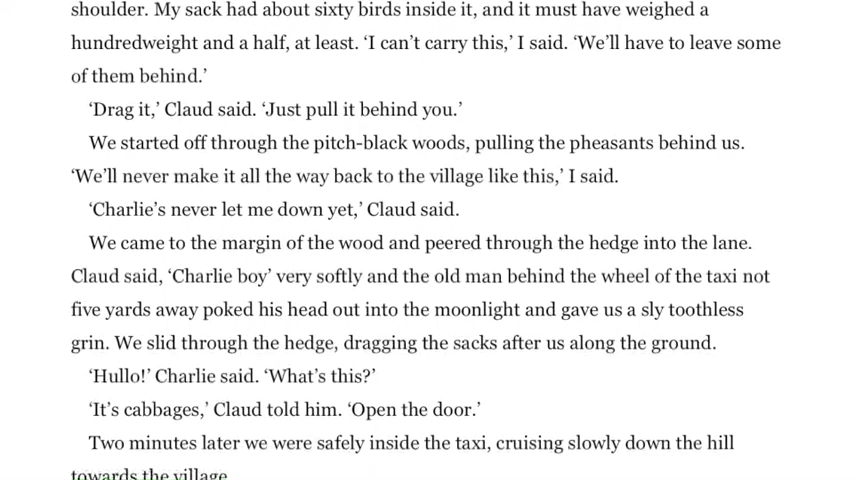 shoulder. My sack had about sixty birds inside it, and it must have weighed a
hundredweight and a half, at least. ‘I can’t carry this,’ I said. ‘We’ll have to leave some
of them behind.’
‘Drag it,’ Claud said. ‘Just pull it behind you.’
We started off through the pitch-black woods, pulling the pheasants behind us.
‘We’ll never make it all the way back to the village like this,’ I said.
‘Charlie’s never let me down yet,’ Claud said.
We came to the margin of the wood and peered through the hedge into the lane.
Claud said, ‘Charlie boy’ very softly and the old man behind the wheel of the taxi not
five yards away poked his head out into the moonlight and gave us a sly toothless
grin. We slid through the hedge, dragging the sacks after us along the ground.
‘Hullo!’ Charlie said. ‘What’s this?’
‘It’s cabbages,’ Claud told him. ‘Open the door.’
Two minutes later we were safely inside the taxi, cruising slowly down the hill
towards the village